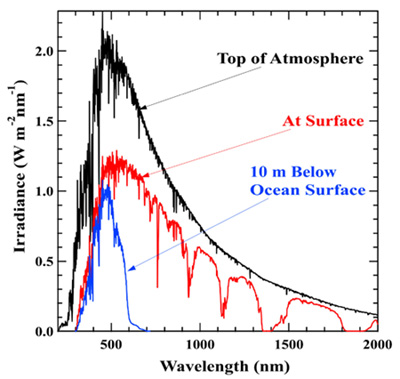 2.0
Top of Atmosphere
1.5
At Surface
10 m Below
Ocean Surface
1.0
0.5
0.0
Irradiance (W m⁻² nm⁻¹)
500 1000 1500 2000
Wavelength (nm)